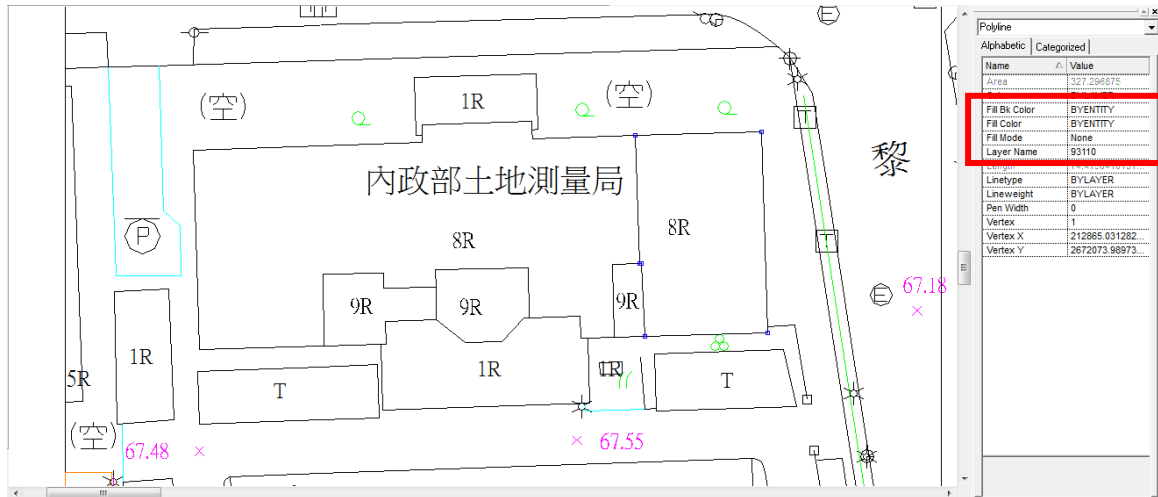 E
(空)
1R
(空)
T
黎
內政部土地測量局
P
8R
8R
T
9R
9R
9R
E
67.18
1R
5R
T
1R
1R
T
(空)
67.48
67.55
Polyline
Alphabetic
Categorized
Name
Value
Area
327.296875
Fill Bk Color
BYENTITY
Fill Color
BYENTITY
Fill Mode
None
Layer Name
93110
Linetype
BYLAYER
Lineweight
BYLAYER
Pen Width
0
Vertex
1
Vertex X
212865.031282...
Vertex Y
2672073.98973...